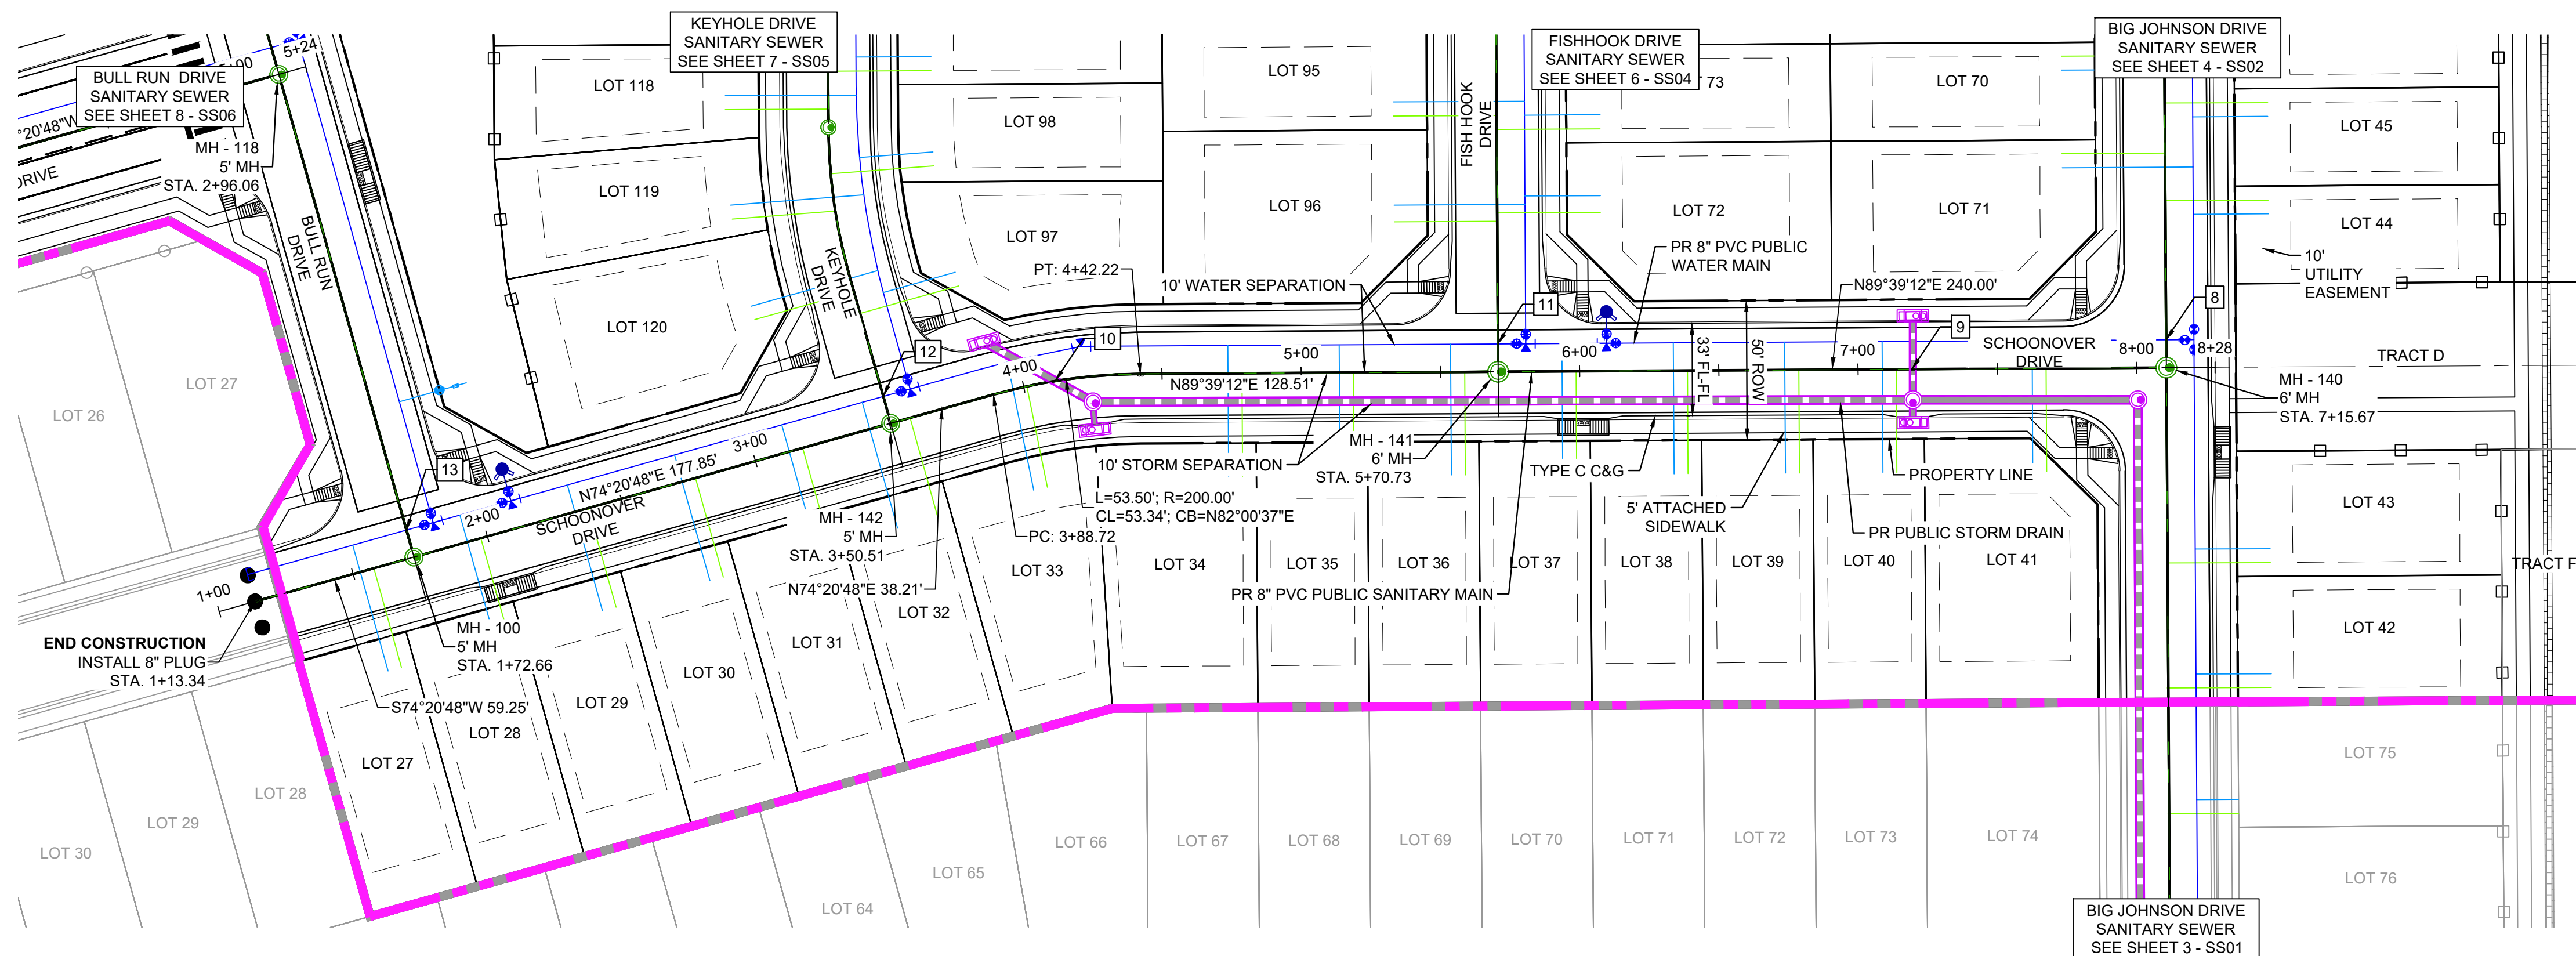 KEYHOLE DRIVE
SANITARY SEWER
SEE SHEET 7 - SS05
BIG JOHNSON DRIVE
SANITARY SEWER
SEE SHEET 4 - SS02
FISHHOOK DRIVE
SANITARY SEWER
SEE SHEET 6 - SS04
BULL RUN DRIVE
SANITARY SEWER
SEE SHEET 8 - SS06
5+24
MH - 118
5' MH
STA. 2+96.06
DRIVE
BULL RUN
DRIVE
LOT 118
LOT 119
LOT 120
KEYHOLE
DRIVE
LOT 98
LOT 97
LOT 95
LOT 96
FISH HOOK
DRIVE
73
LOT 72
LOT 70
LOT 71
LOT 45
LOT 44
10'
UTILITY
EASEMENT
PT: 4+42.22
10' WATER SEPARATION
PR 8" PVC PUBLIC
WATER MAIN
N89°39'12"E 240.00'
8
9
10
11
12
13
1+00
2+00
3+00
4+00
5+00
6+00
7+00
8+00
8+28
SCHOONOVER
DRIVE
TRACT D
33' FL-FL
50' ROW
N89°39'12"E 128.51'
MH - 140
6' MH
STA. 7+15.67
MH - 141
6' MH
STA. 5+70.73
10' STORM SEPARATION
TYPE C C&G
PROPERTY LINE
5' ATTACHED
SIDEWALK
PR PUBLIC STORM DRAIN
L=53.50'; R=200.00'
CL=53.34'; CB=N82°00'37"E
PC: 3+88.72
N74°20'48"E 177.85'
SCHOONOVER
DRIVE
MH - 142
5' MH
STA. 3+50.51
N74°20'48"E 38.21'
PR 8" PVC PUBLIC SANITARY MAIN
END CONSTRUCTION
INSTALL 8" PLUG
STA. 1+13.34
MH - 100
5' MH
STA. 1+72.66
S74°20'48"W 59.25'
LOT 26
LOT 27
LOT 27
LOT 28
LOT 29
LOT 30
LOT 31
LOT 32
LOT 33
LOT 34
LOT 35
LOT 36
LOT 37
LOT 38
LOT 39
LOT 40
LOT 41
LOT 43
LOT 42
TRACT F
LOT 28
LOT 29
LOT 30
LOT 64
LOT 65
LOT 66
LOT 67
LOT 68
LOT 69
LOT 70
LOT 71
LOT 72
LOT 73
LOT 74
LOT 75
LOT 76
BIG JOHNSON DRIVE
SANITARY SEWER
SEE SHEET 3 - SS01